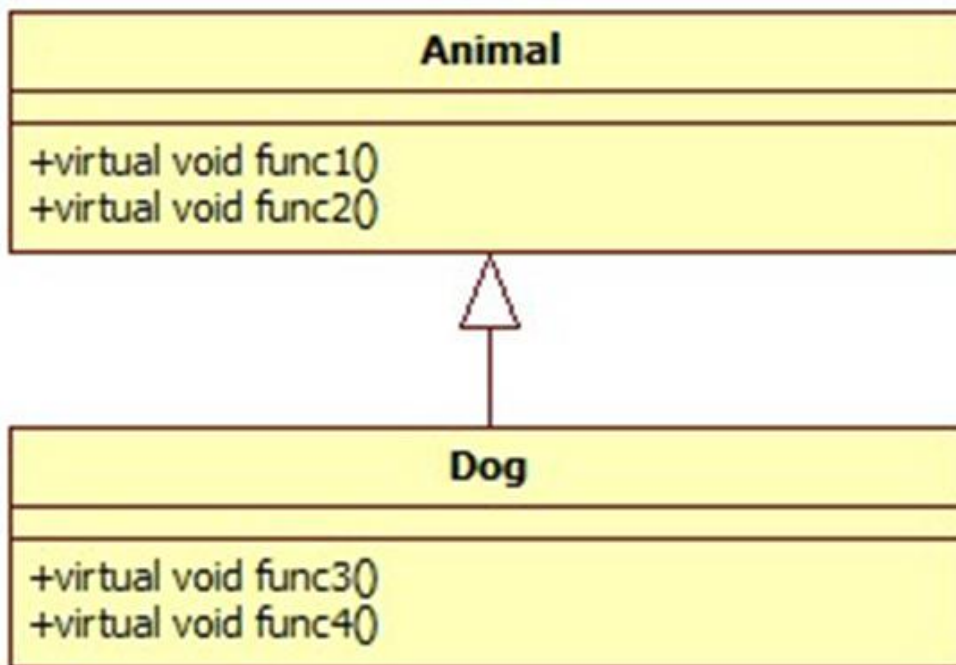 Animal
+virtual void func1()
+virtual void func2()
Dog
+virtual void func3()
+virtual void func4()